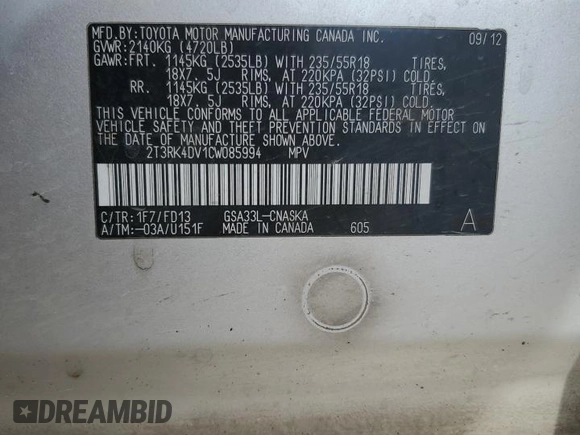 MFD.BY:TOYOTA MOTOR MANUFACTURING CANADA INC. 09/12
GVWR:2140KG (4720LB)
GAWR:FRT. 1145KG (2535LB) WITH 235/55R18 TIRES,
18X7.5J RIMS, AT 220KPA (32PSI) COLD.
RR. 1145KG (2535LB) WITH 235/55R18 TIRES,
18X7.5J RIMS, AT 220KPA (32PSI) COLD.
THIS VEHICLE CONFORMS TO ALL APPLICABLE FEDERAL MOTOR
VEHICLE SAFETY AND THEFT PREVENTION STANDARDS IN EFFECT ON
THE DATE OF MANUFACTURE SHOWN ABOVE.
2T3RK4DV1CW085994 MPV
C/TR:1F7/FD13 GSA33L-CNASKA
A/TM:-03A/U151F MADE IN CANADA 605 A
DREAMBID